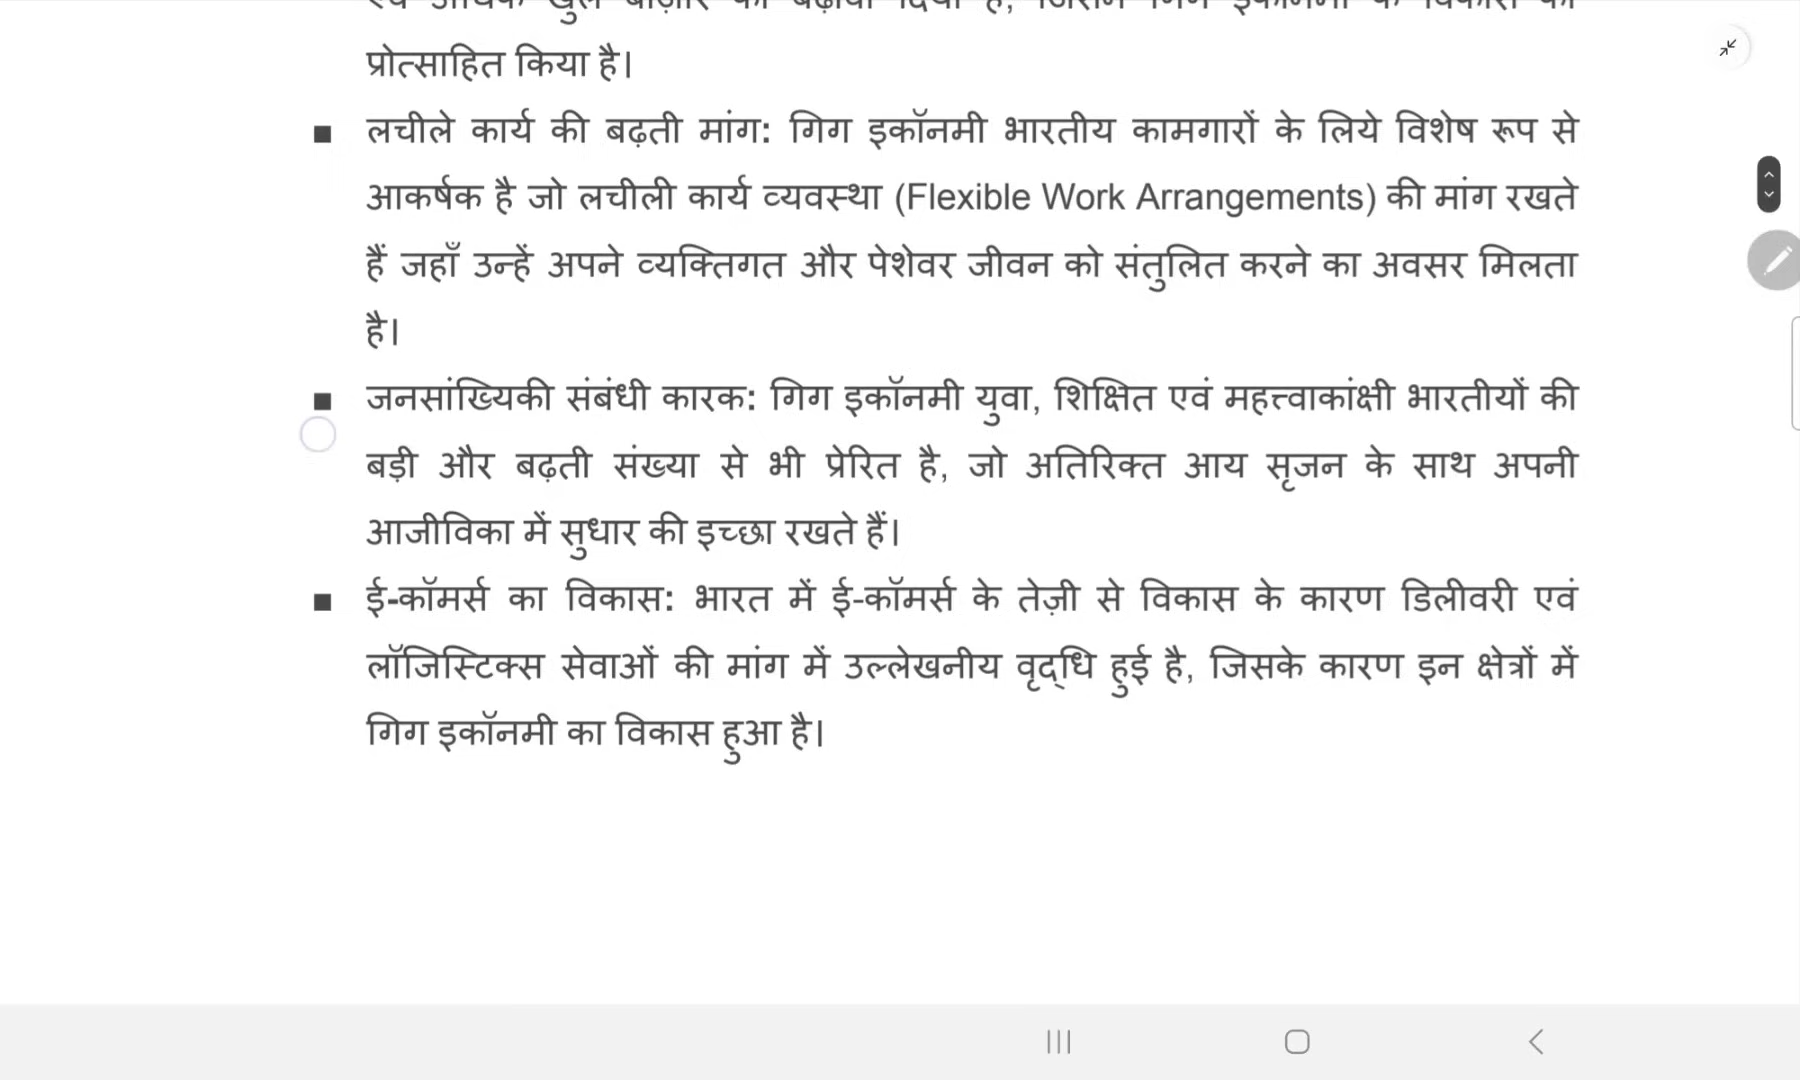 प्रोत्साहित किया है।
▪ लचीले कार्य की बढ़ती मांग: गिग इकॉनमी भारतीय कामगारों के लिये विशेष रूप से
आकर्षक है जो लचीली कार्य व्यवस्था (Flexible Work Arrangements) की मांग रखते
हैं जहाँ उन्हें अपने व्यक्तिगत और पेशेवर जीवन को संतुलित करने का अवसर मिलता
है।
▪ जनसांख्यिकी संबंधी कारक: गिग इकॉनमी युवा, शिक्षित एवं महत्त्वाकांक्षी भारतीयों की
बड़ी और बढ़ती संख्या से भी प्रेरित है, जो अतिरिक्त आय सृजन के साथ अपनी
आजीविका में सुधार की इच्छा रखते हैं।
▪ ई-कॉमर्स का विकास: भारत में ई-कॉमर्स के तेज़ी से विकास के कारण डिलीवरी एवं
लॉजिस्टिक्स सेवाओं की मांग में उल्लेखनीय वृद्धि हुई है, जिसके कारण इन क्षेत्रों में
गिग इकॉनमी का विकास हुआ है।